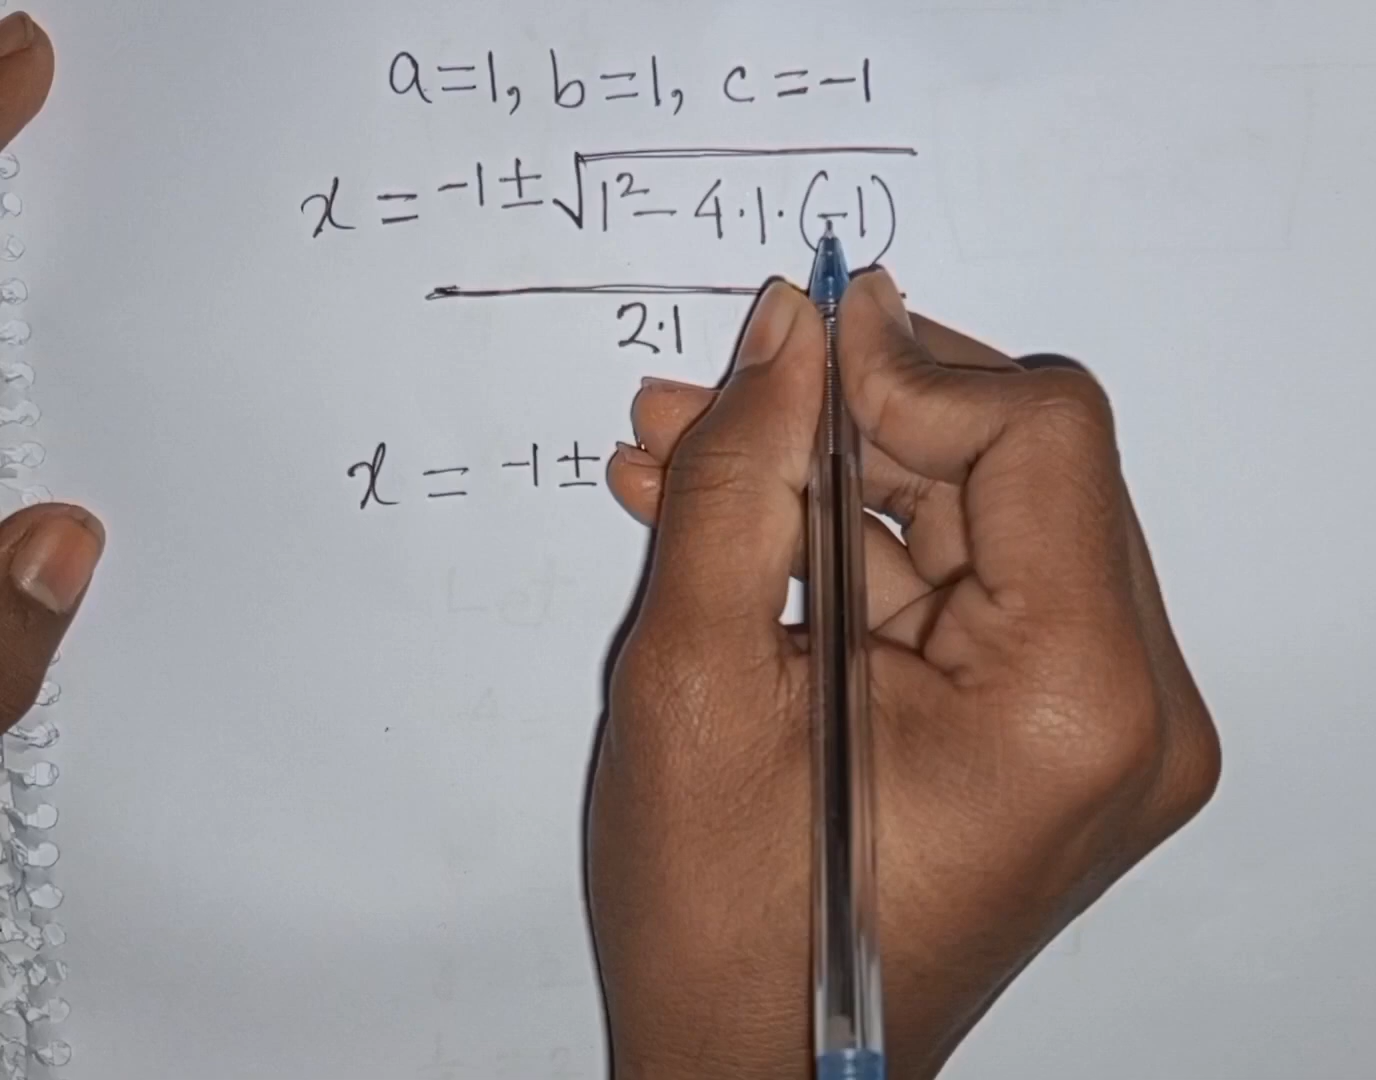 a=1, b=1, c=-1
x = -1 ± √1² - 4·1·(-1)
2·1
x = -1 ±